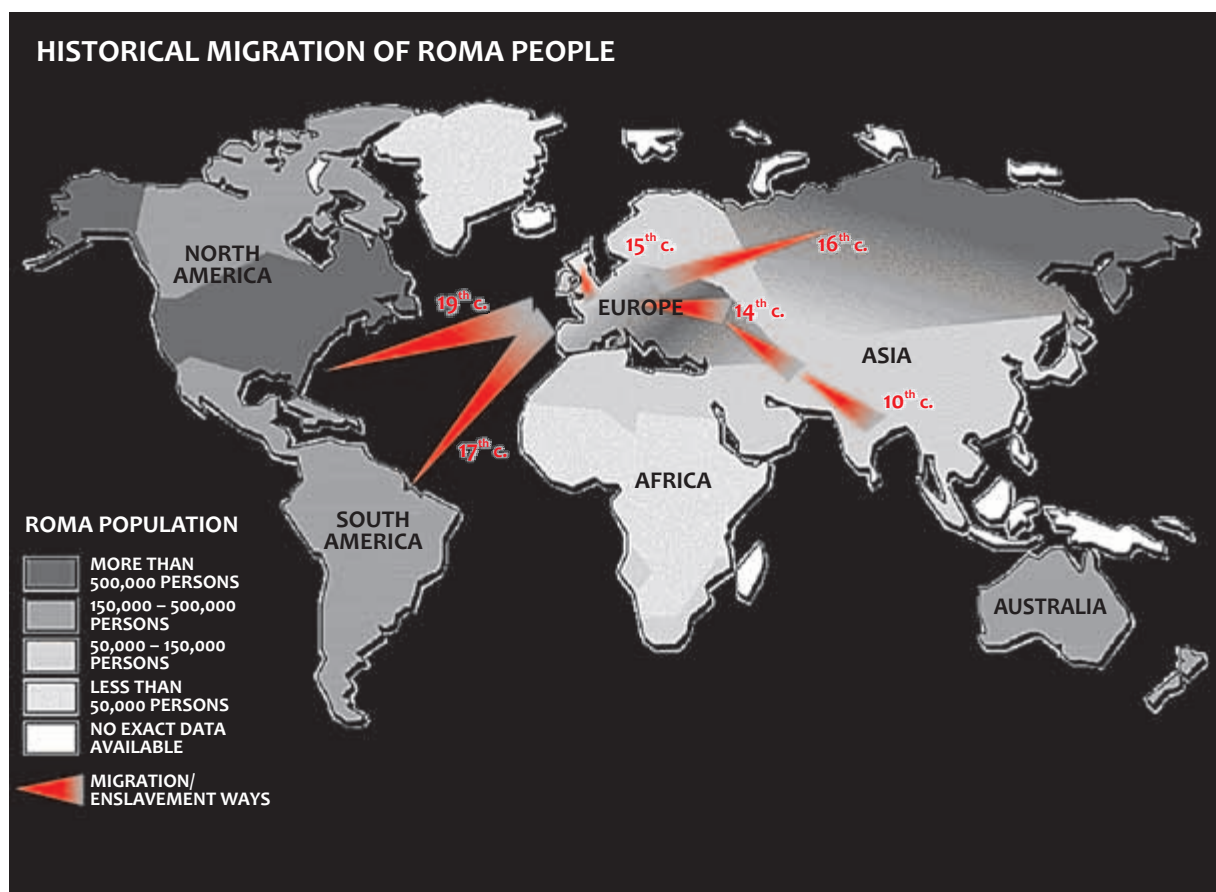 HISTORICAL MIGRATION OF ROMA PEOPLE
NORTH
AMERICA
19th c.
15th c.
16th c.
EUROPE
14th c.
ASIA
10th c.
17th c.
AFRICA
SOUTH
AMERICA
AUSTRALIA
ROMA POPULATION
MORE THAN
500,000 PERSONS
150,000 – 500,000
PERSONS
50,000 – 150,000
PERSONS
LESS THAN
50,000 PERSONS
NO EXACT DATA
AVAILABLE
MIGRATION/
ENSLAVEMENT WAYS